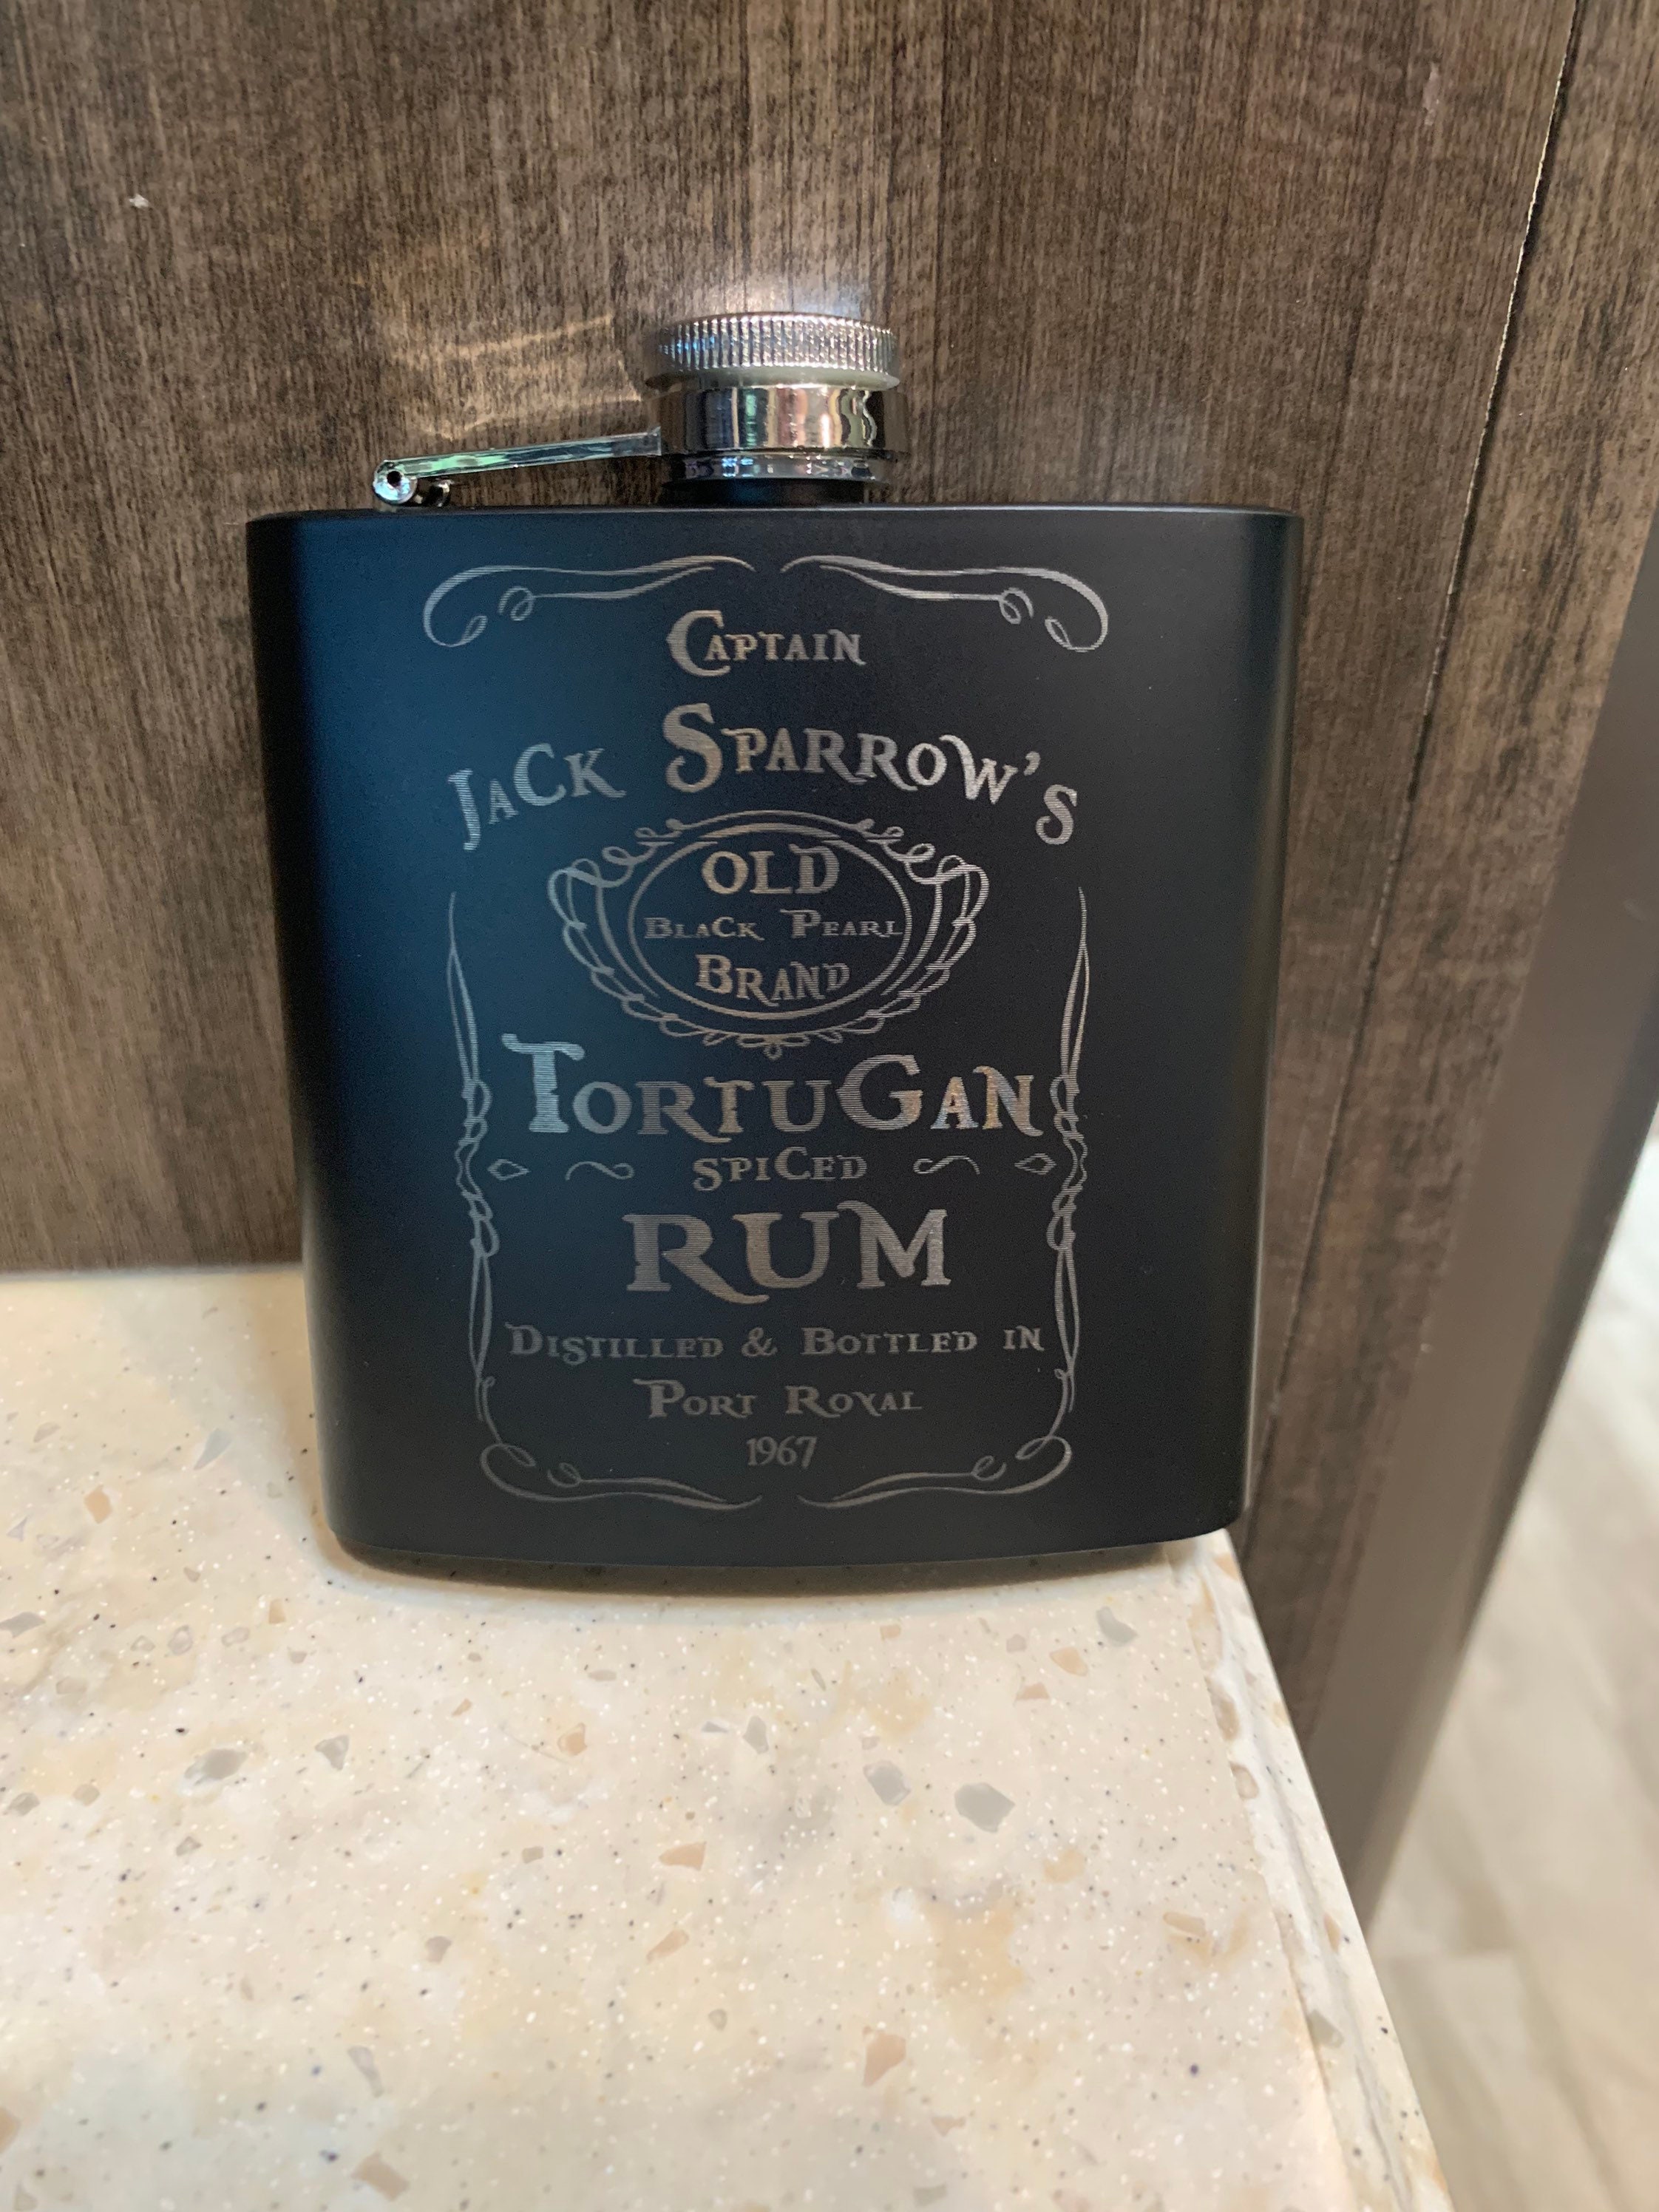 Captain
Jack Sparrow's
OLD
Black Pearl
Brand
Tortugan
Spiced
RUM
Distilled & Bottled in
Port Royal
1967